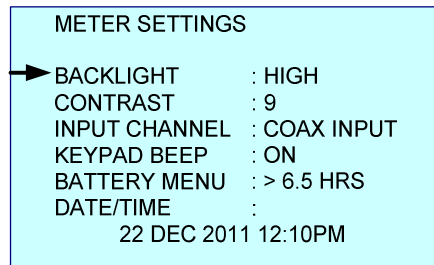 METER SETTINGS
BACKLIGHT : HIGH
CONTRAST : 9
INPUT CHANNEL : COAX INPUT
KEYPAD BEEP : ON
BATTERY MENU : > 6.5 HRS
DATE/TIME :
22 DEC 2011 12:10PM